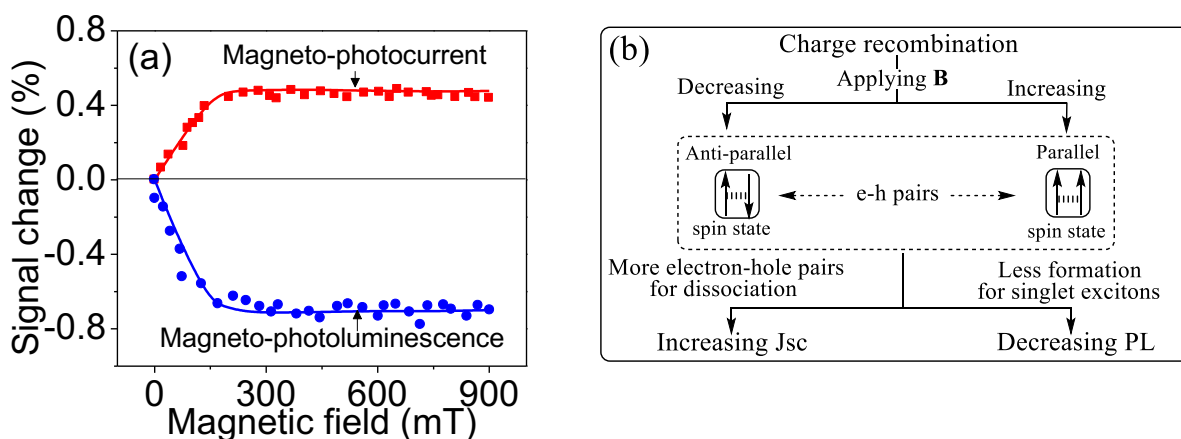 (a)
Magneto-photocurrent
Magneto-photoluminescence
Signal change (%)
0.8
0.4
0.0
-0.4
-0.8
0 300 600 900
Magnetic field (mT)
(b)
Charge recombination
Applying B
Decreasing Increasing
Anti-parallel Parallel
e-h pairs
spin state spin state
More electron-hole pairs
for dissociation
Less formation
for singlet excitons
Increasing Jsc Decreasing PL